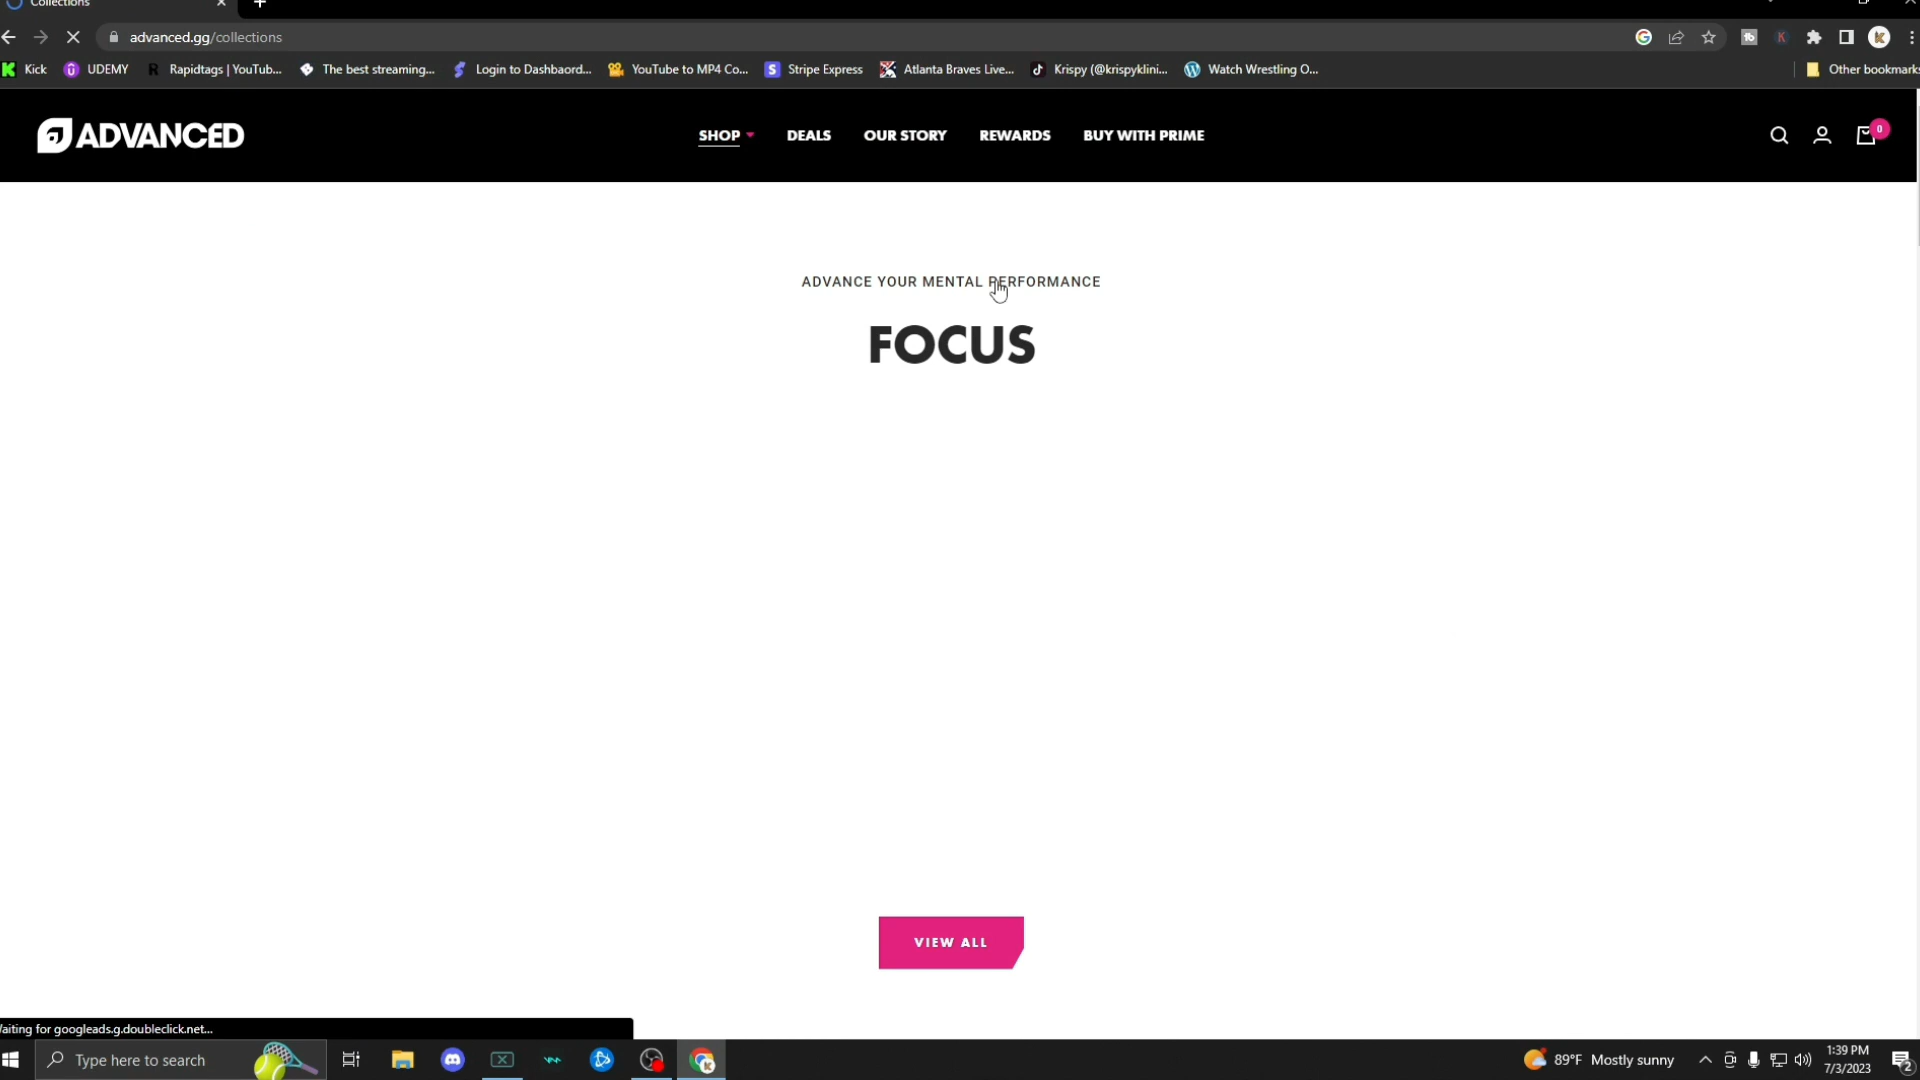 Collections
advanced.gg/collections
Kick UDEMY Rapidtags | YouTub... The best streaming... Login to Dashbaord... YouTube to MP4 Co... Stripe Express Atlanta Braves Live... Krispy (@krispyklini... Watch Wrestling O... Other bookmarks
ADVANCED
SHOP DEALS OUR STORY REWARDS BUY WITH PRIME
0
ADVANCE YOUR MENTAL PERFORMANCE
FOCUS
VIEW ALL
Waiting for googleads.g.doubleclick.net...
Type here to search
89°F Mostly sunny
1:39 PM
7/3/2023
2